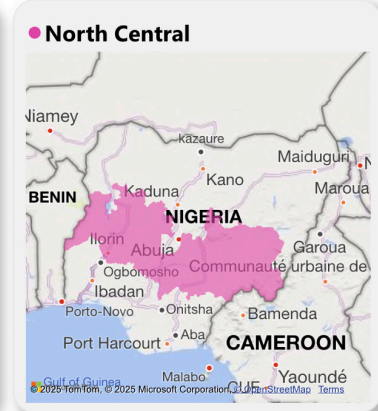 North Central
Niamey
kazaure
Maiduguri
Kano
Maroua
BENIN
Kaduna
NIGERIA
Ilorin
Abuja
Garoua
Communauté urbaine de
Ogbomosho
Ibadan
Onitsha
Porto-Novo
Bamenda
Aba
Port Harcourt
CAMEROON
Malabo
Yaoundé
Gulf of Guinea
© 2025 TomTom, © 2025 Microsoft Corporation, © OpenStreetMap Terms